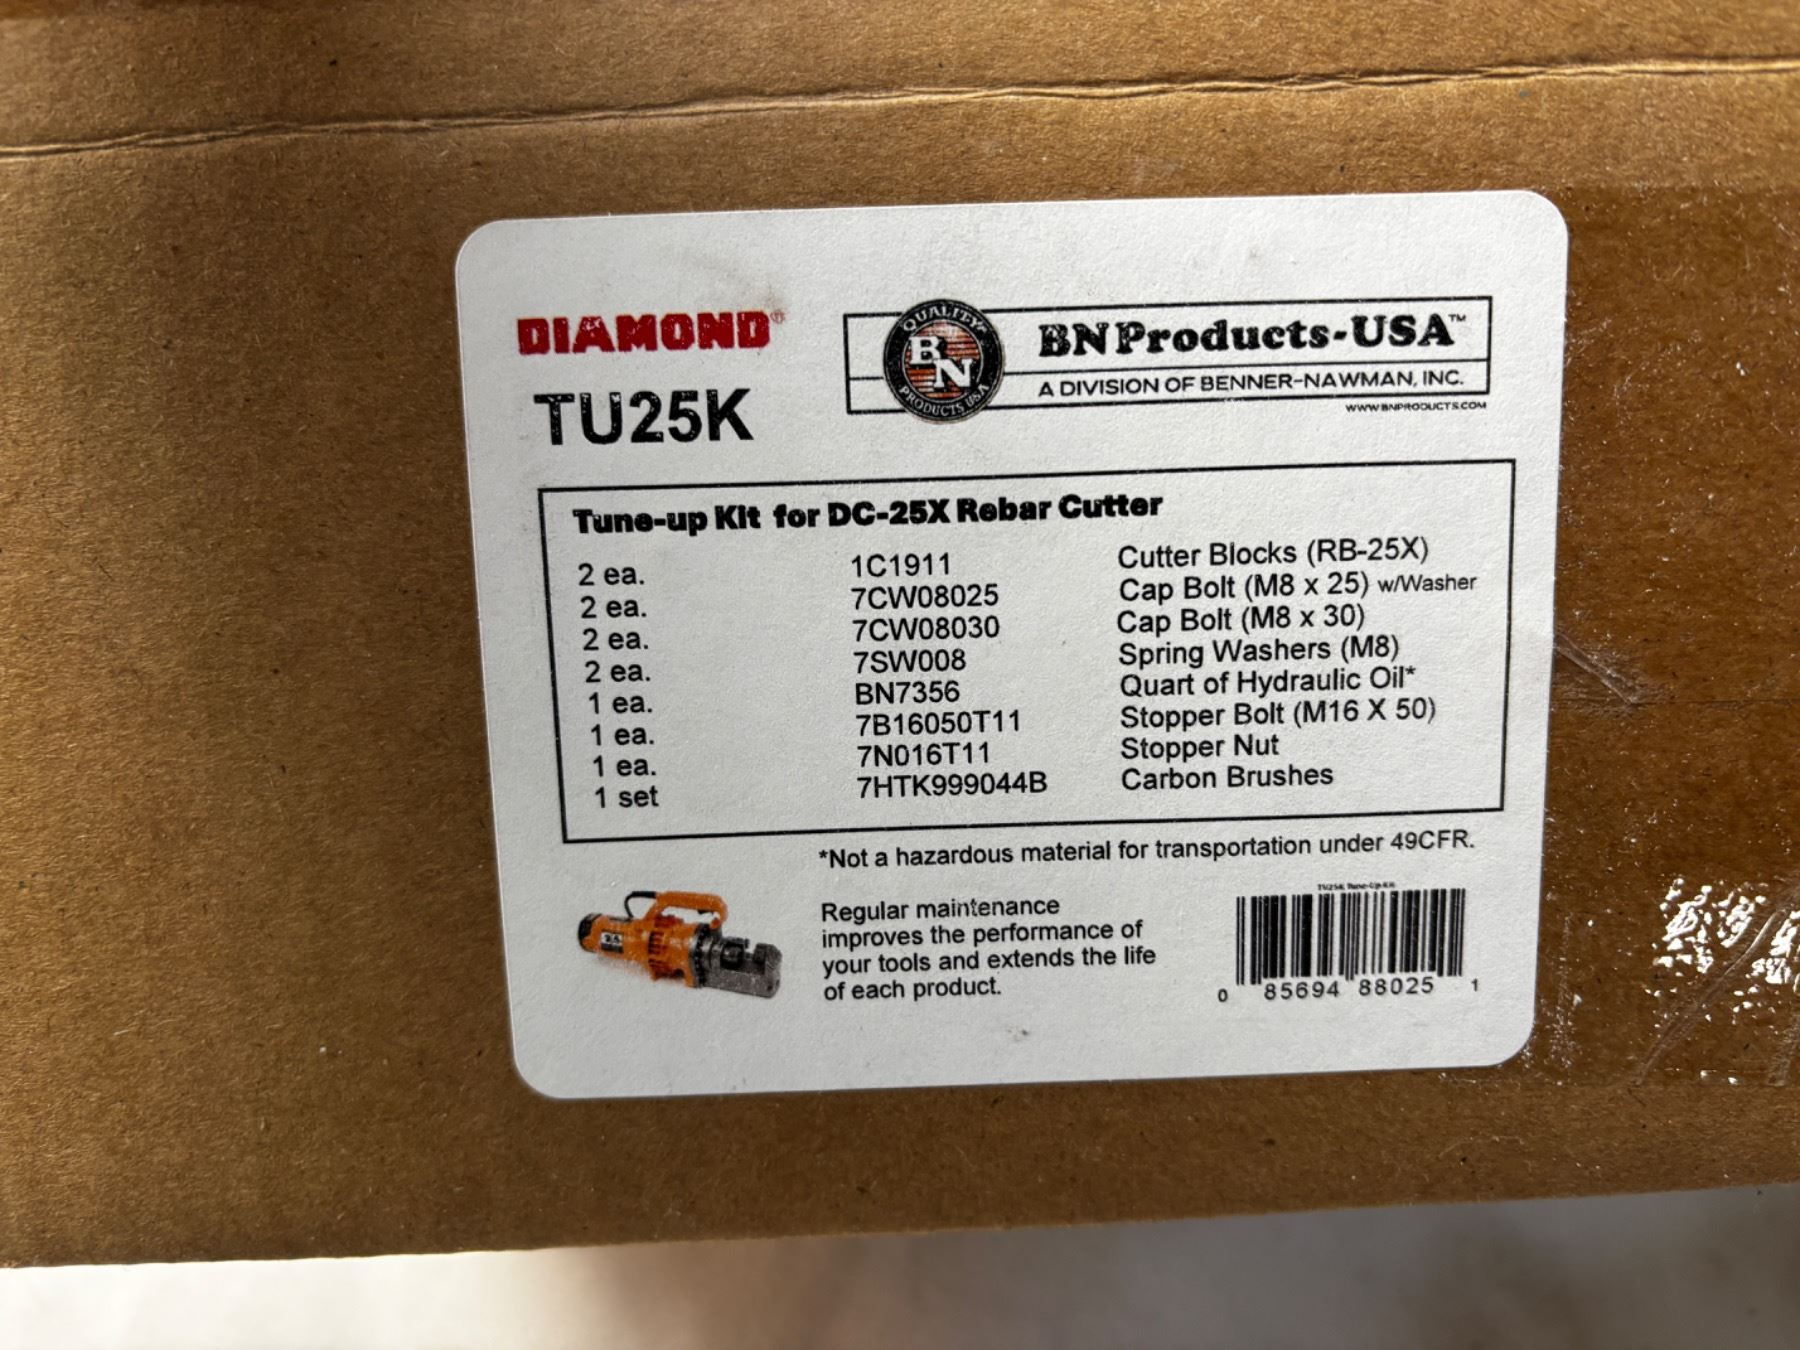 DIAMOND®
TU25K
QUALITY
BN
PRODUCTS USA
BNProducts-USA™
A DIVISION OF BENNER-NAWMAN, INC.
WWW.BNPRODUCTS.COM
Tune-up Kit for DC-25X Rebar Cutter
2 ea. 1C1911 Cutter Blocks (RB-25X)
2 ea. 7CW08025 Cap Bolt (M8 x 25) w/Washer
2 ea. 7CW08030 Cap Bolt (M8 x 30)
2 ea. 7SW008 Spring Washers (M8)
1 ea. BN7356 Quart of Hydraulic Oil*
1 ea. 7B16050T11 Stopper Bolt (M16 X 50)
1 ea. 7N016T11 Stopper Nut
1 set 7HTK999044B Carbon Brushes
*Not a hazardous material for transportation under 49CFR.
Regular maintenance
improves the performance of
your tools and extends the life
of each product.
TU25K Tune-Up Kit
0 85694 88025 1